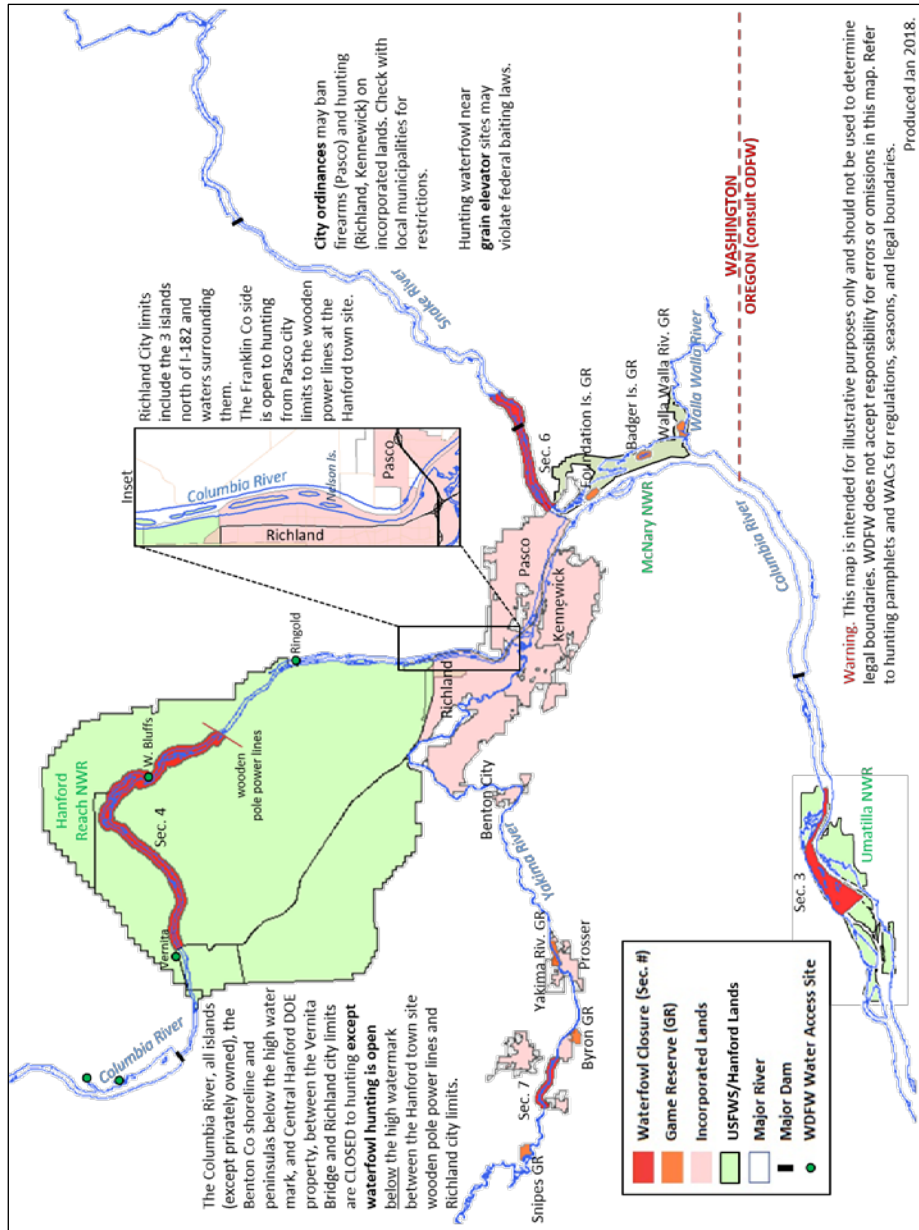 The Columbia River, all islands
(except privately owned), the
Benton Co shoreline and
peninsulas below the high water
mark, and Central Hanford DOE
property, between the Vernita
Bridge and Richland city limits
are CLOSED to hunting except
waterfowl hunting is open
below the high watermark
between the Hanford town site
wooden pole power lines and
Richland city limits.
Columbia River
Vernita
Hanford
Reach NWR
Sec. 4
W. Bluffs
wooden
pole power lines
Ringold
Inset
Columbia River
Nelson Is.
Richland
Pasco
Richland City limits
include the 3 islands
north of I-182 and
waters surrounding
them.
The Franklin Co side
is open to hunting
from Pasco city
limits to the wooden
power lines at the
Hanford town site.
City ordinances may ban
firearms (Pasco) and hunting
(Richland, Kennewick) on
incorporated lands. Check with
local municipalities for
restrictions.
Hunting waterfowl near
grain elevator sites may
violate federal baiting laws.
Snake River
Richland
Pasco
Kennewick
Benton City
Yakima River
Yakima Riv. GR
Prosser
Byron GR
Sec. 7
Snipes GR
Sec. 6
Foundation Is. GR
Badger Is. GR
Walla Walla Riv. GR
Walla Walla River
McNary NWR
Columbia River
WASHINGTON
OREGON (consult ODFW)
Sec. 3
Umatilla NWR
Waterfowl Closure (Sec. #)
Game Reserve (GR)
Incorporated Lands
USFWS/Hanford Lands
Major River
Major Dam
WDFW Water Access Site
Warning. This map is intended for illustrative purposes only and should not be used to determine
legal boundaries. WDFW does not accept responsibility for errors or omissions in this map. Refer
to hunting pamphlets and WACs for regulations, seasons, and legal boundaries.
Produced Jan 2018.